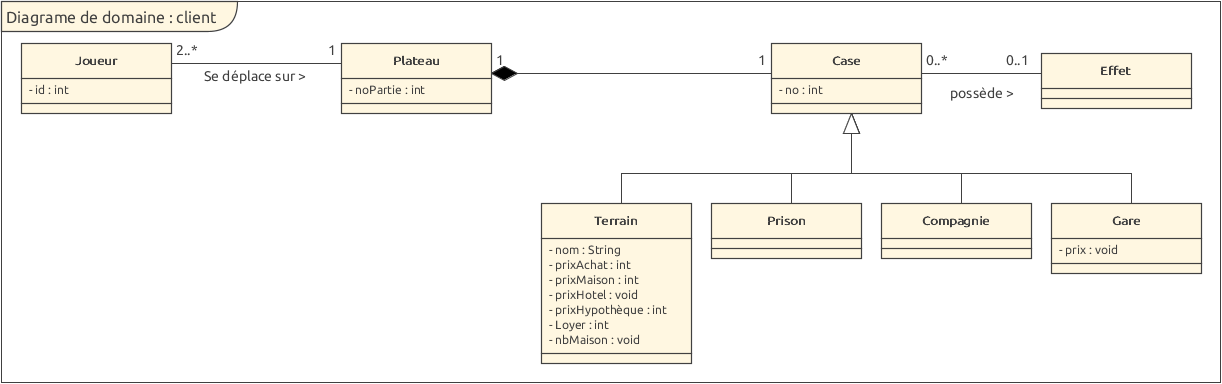 Diagrame de domaine : client
Joueur
- id : int
2..*
1
Se déplace sur >
Plateau
- noPartie : int
1
1
Case
- no : int
0..*
0..1
possède >
Effet
Terrain
- nom : String
- prixAchat : int
- prixMaison : int
- prixHotel : void
- prixHypothèque : int
- Loyer : int
- nbMaison : void
Prison
Compagnie
Gare
- prix : void